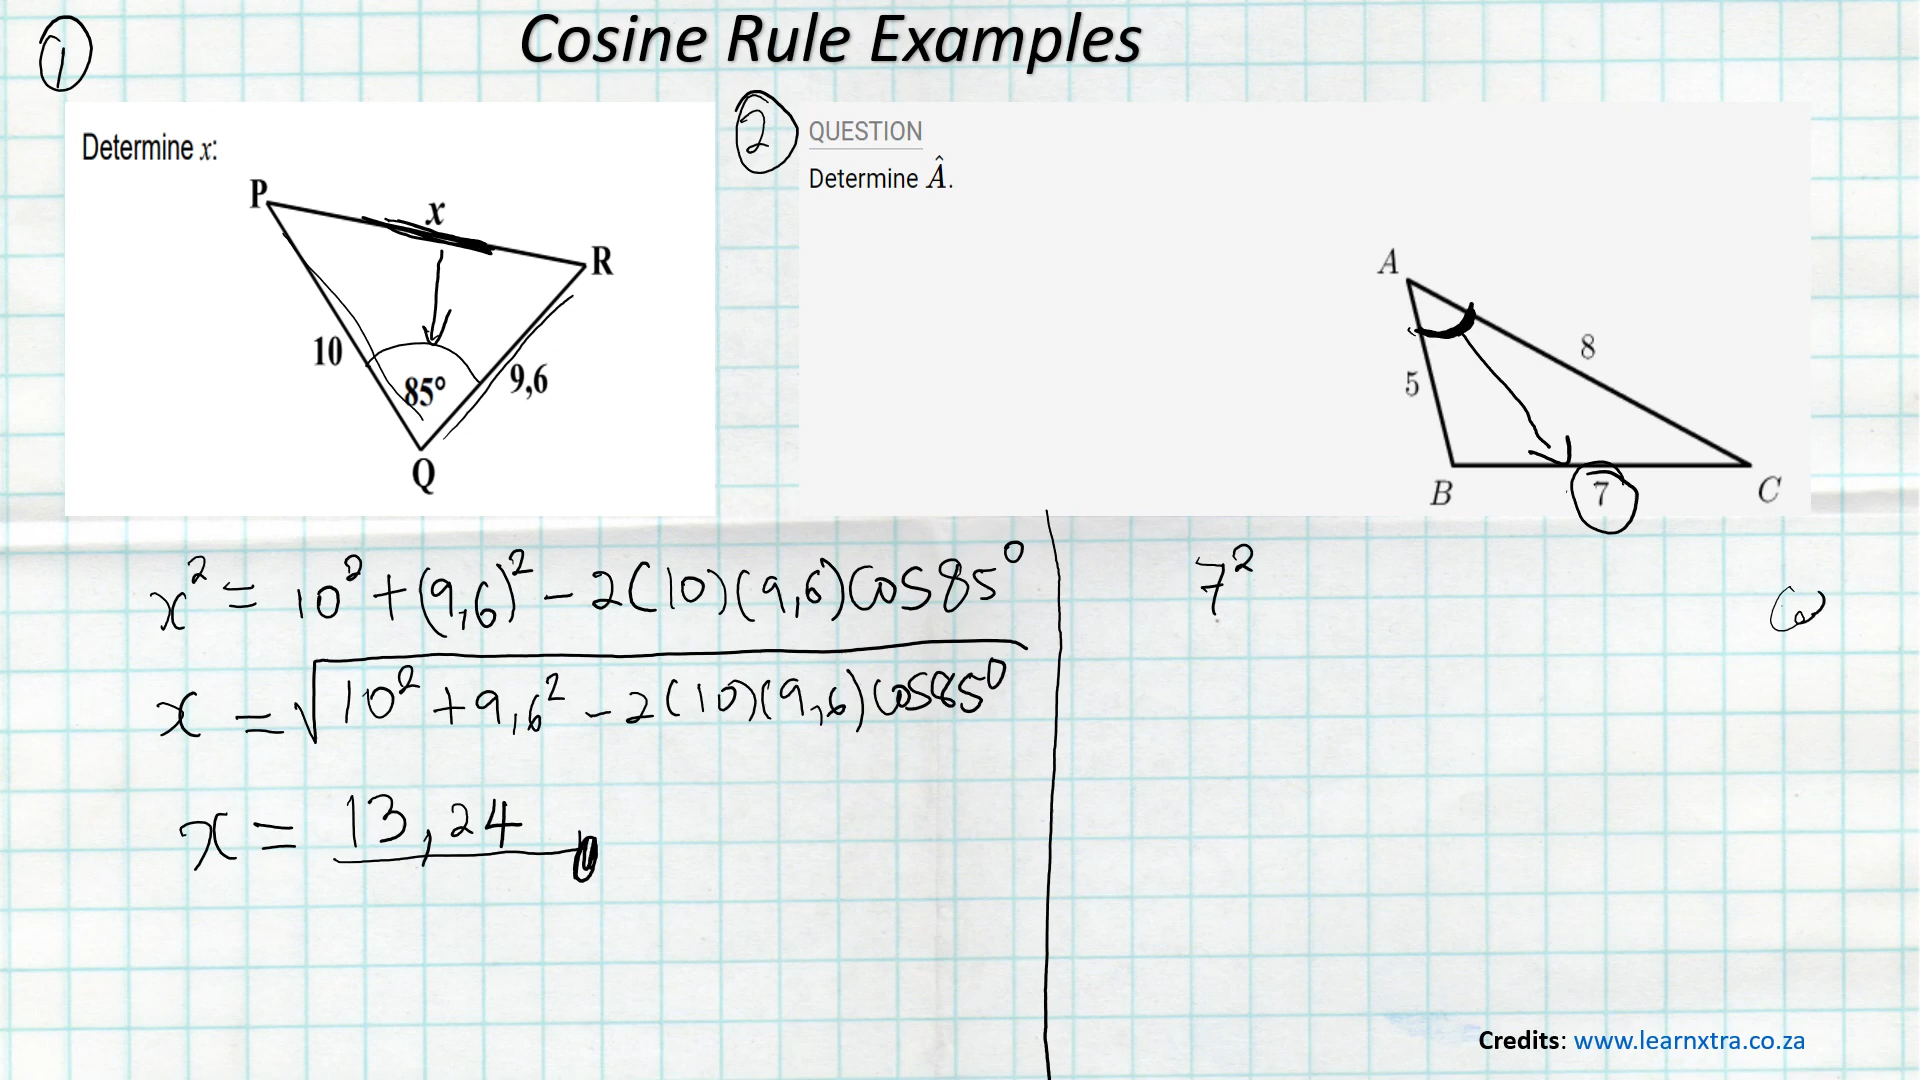 Cosine Rule Examples
1
Determine x:
P
x
R
10
85°
9,6
Q
2
QUESTION
Determine Â.
A
8
5
B
7
C
x² = 10² + (9,6)² - 2(10)(9,6)Cos85⁰
x = √10² + 9,6² - 2(10)(9,6)Cos85⁰
x = 13,24
7²
Credits: www.learnxtra.co.za